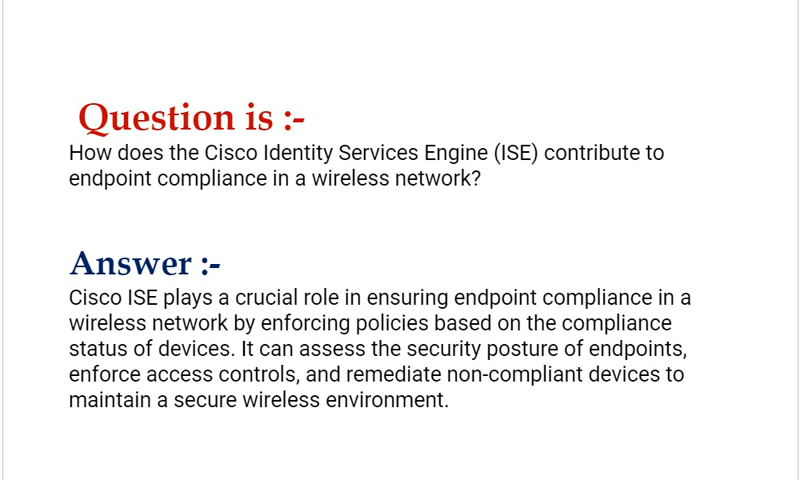 Question is :-
How does the Cisco Identity Services Engine (ISE) contribute to
endpoint compliance in a wireless network?
Answer :-
Cisco ISE plays a crucial role in ensuring endpoint compliance in a
wireless network by enforcing policies based on the compliance
status of devices. It can assess the security posture of endpoints,
enforce access controls, and remediate non-compliant devices to
maintain a secure wireless environment.